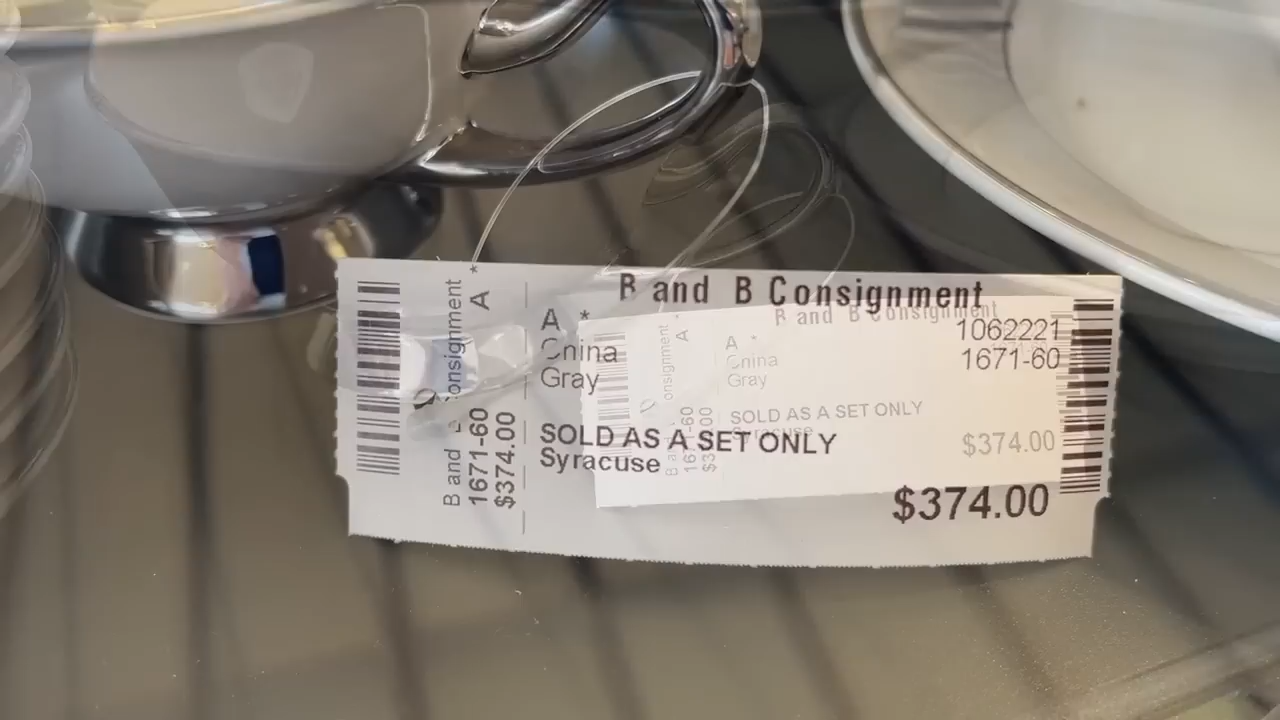 B and B Consignment
A *
1062221
China
1671-60
Gray
SOLD AS A SET ONLY
Syracuse
$374.00
B and B Consignment
A *
1671-60
$374.00
B and B Consignment
A *
China
Gray
SOLD AS A SET ONLY
Syracuse
$374.00